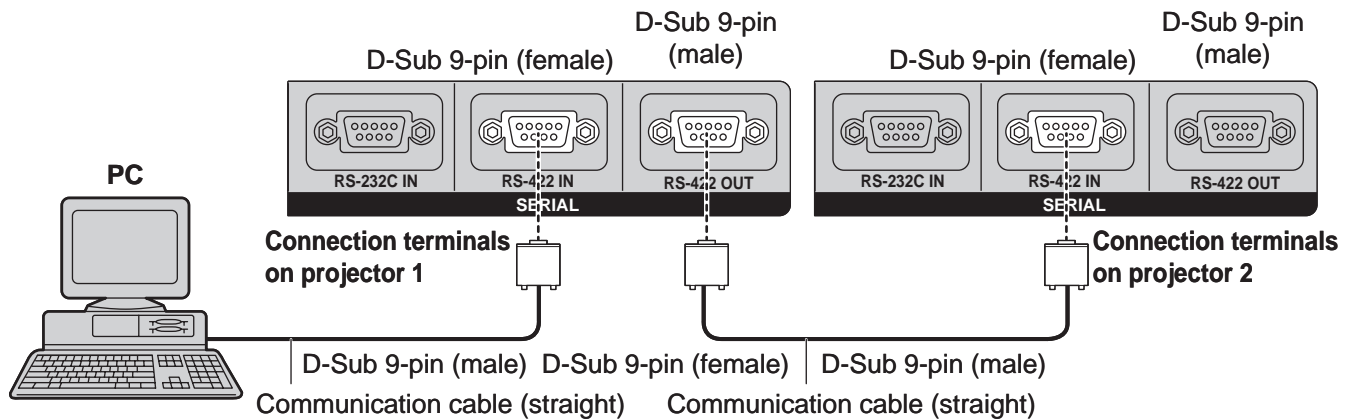 D-Sub 9-pin
(male)
D-Sub 9-pin (female)
D-Sub 9-pin
(male)
D-Sub 9-pin (female)
RS-232C IN
RS-422 IN
RS-422 OUT
SERIAL
RS-232C IN
RS-422 IN
RS-422 OUT
SERIAL
PC
Connection terminals
on projector 1
Connection terminals
on projector 2
D-Sub 9-pin (male)
D-Sub 9-pin (female)
D-Sub 9-pin (male)
Communication cable (straight)
Communication cable (straight)